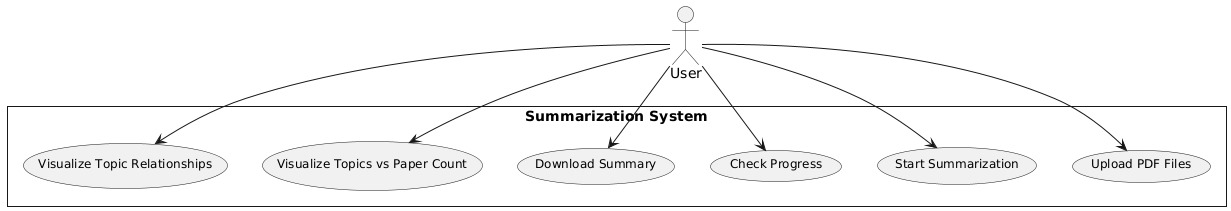 User
Summarization System
Visualize Topic Relationships
Visualize Topics vs Paper Count
Download Summary
Check Progress
Start Summarization
Upload PDF Files